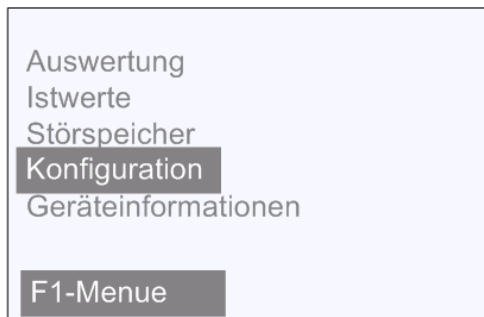 Auswertung
Istwerte
Störspeicher
Konfiguration
Geräteinformationen
F1-Menue